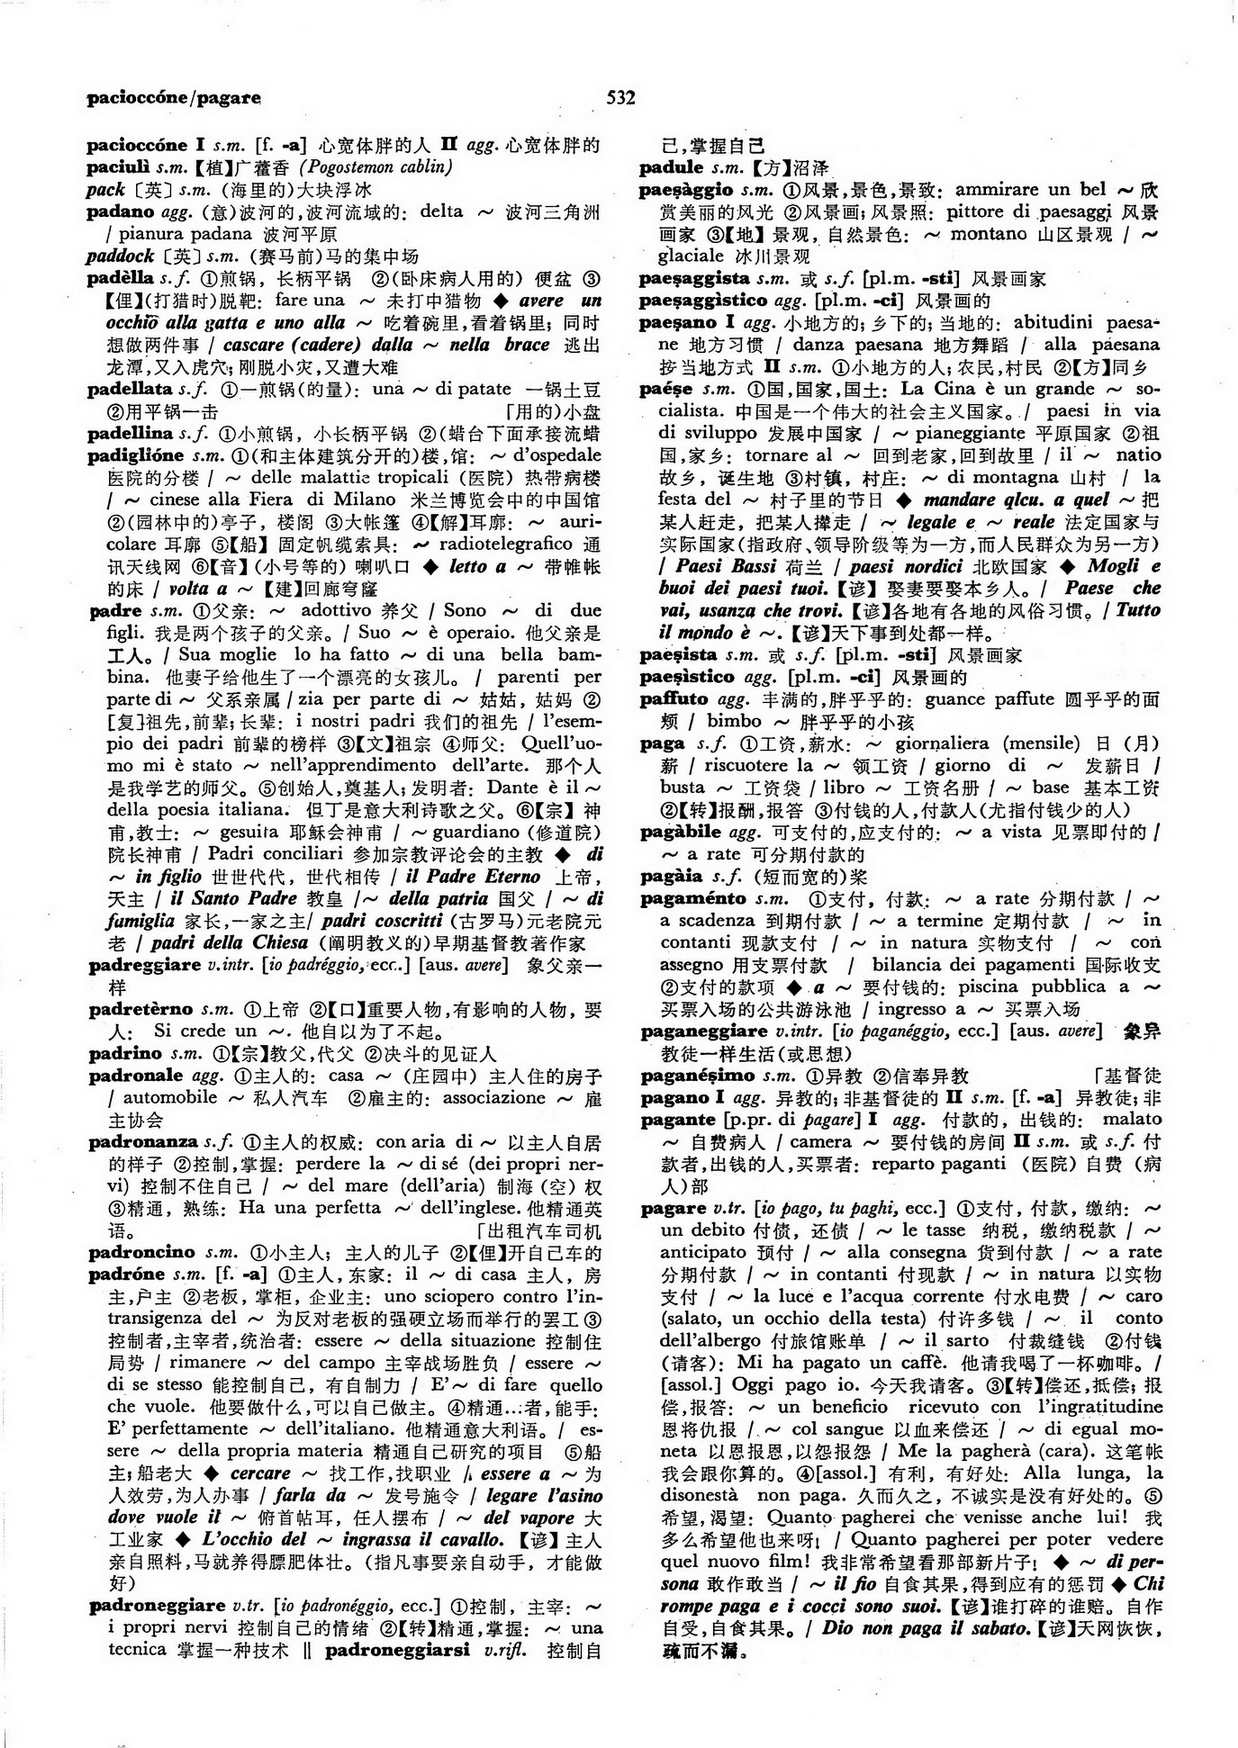 pacioccóne/pagare
532
pacioccóne I s.m. [f. -a] 心宽体胖的人 II agg. 心宽体胖的
paciulì s.m.【植】广藿香 (Pogostemon cablin)
pack〔英〕s.m. (海里的)大块浮冰
padano agg. (意)波河的,波河流域的: delta ～ 波河三角洲
/ pianura padana 波河平原
paddock〔英〕s.m. (赛马前)马的集中场
padèlla s.f. ①煎锅, 长柄平锅 ②(卧床病人用的) 便盆 ③
【俚】(打猎时)脱靶: fare una ～ 未打中猎物 ◆ avere un
occhio alla gatta e uno alla ～ 吃着碗里,看着锅里; 同时
想做两件事 / cascare (cadere) dalla ～ nella brace 逃出
龙潭,又入虎穴; 刚脱小灾,又遭大难
padellata s.f. ①一煎锅(的量): una ～ di patate 一锅土豆
②用平锅一击 「用的)小盘
padellina s.f. ①小煎锅, 小长柄平锅 ②(蜡台下面承接流蜡
padiglióne s.m. ①(和主体建筑分开的)楼,馆: ～ d'ospedale
医院的分楼 / ～ delle malattie tropicali (医院) 热带病楼
/ ～ cinese alla Fiera di Milano 米兰博览会中的中国馆
②(园林中的)亭子, 楼阁 ③大帐篷 ④【解】耳廓: ～ auri-
colare 耳廓 ⑤【船】固定帆缆索具: ～ radiotelegrafico 通
讯天线网 ⑥【音】(小号等的) 喇叭口 ◆ letto a ～ 带帷帐
的床 / volta a ～ 【建】回廊穹窿
padre s.m. ①父亲: ～ adottivo 养父 / Sono ～ di due
figli. 我是两个孩子的父亲。/ Suo ～ è operaio. 他父亲是
工人。/ Sua moglie lo ha fatto ～ di una bella bam-
bina. 他妻子给他生了一个漂亮的女孩儿。/ parenti per
parte di ～ 父系亲属 / zia per parte di ～ 姑姑, 姑妈 ②
[复]祖先,前辈; 长辈: i nostri padri 我们的祖先 / l'esem-
pio dei padri 前辈的榜样 ③【文】祖宗 ④师父: Quell'uo-
mo mi è stato ～ nell'apprendimento dell'arte. 那个人
是我学艺的师父。⑤创始人,奠基人; 发明者: Dante è il ～
della poesia italiana. 但丁是意大利诗歌之父。⑥【宗】神
甫,教士: ～ gesuita 耶稣会神甫 / ～ guardiano (修道院)
院长神甫 / Padri conciliari 参加宗教评论会的主教 ◆ di
～ in figlio 世世代代, 世代相传 / il Padre Eterno 上帝,
天主 / il Santo Padre 教皇 /～ della patria 国父 / ～ di
fumiglia 家长,一家之主/ padri coscritti (古罗马)元老院元
老 / padri della Chiesa (阐明教义的)早期基督教著作家
padreggiare v.intr. [io padréggio, ecc.] [aus. avere] 象父亲一
样
padretèrno s.m. ①上帝 ②【口】重要人物,有影响的人物, 要
人: Si crede un ～. 他自以为了不起。
padrino s.m. ①【宗】教父,代父 ②决斗的见证人
padronale agg. ①主人的: casa ～ (庄园中) 主人住的房子
/ automobile ～ 私人汽车 ②雇主的: associazione ～ 雇
主协会
padronanza s.f. ①主人的权威: con aria di ～ 以主人自居
的样子 ②控制,掌握: perdere la ～ di sé (dei propri ner-
vi) 控制不住自己 / ～ del mare (dell'aria) 制海 (空) 权
③精通, 熟练: Ha una perfetta ～ dell'inglese. 他精通英
语。 「出租汽车司机
padroncino s.m. ①小主人; 主人的儿子 ②【俚】开自己车的
padróne s.m. [f. -a] ①主人,东家: il ～ di casa 主人, 房
主,户主 ②老板, 掌柜, 企业主: uno sciopero contro l'in-
transigenza del ～ 为反对老板的强硬立场而举行的罢工 ③
控制者,主宰者,统治者: essere ～ della situazione 控制住
局势 / rimanere ～ del campo 主宰战场胜负 / essere ～
di se stesso 能控制自己, 有自制力 / E'～ di fare quello
che vuole. 他要做什么,可以自己做主。④精通…者,能手:
E' perfettamente ～ dell'italiano. 他精通意大利语。/ es-
sere ～ della propria materia 精通自己研究的项目 ⑤船
主; 船老大 ◆ cercare ～ 找工作,找职业 / essere a ～ 为
人效劳,为人办事 / farla da ～ 发号施令 / legare l'asino
dove vuole il ～ 俯首帖耳, 任人摆布 / ～ del vapore 大
工业家 ◆ L'occhio del ～ ingrassa il cavallo. 【谚】主人
亲自照料,马就养得膘肥体壮。(指凡事要亲自动手, 才能做
好)
padroneggiare v.tr. [io padronéggio, ecc.] ①控制, 主宰: ～
i propri nervi 控制自己的情绪 ②【转】精通,掌握: ～ una
tecnica 掌握一种技术 ‖ padroneggiarsi v.rifl. 控制自
己,掌握自己
padule s.m. 【方】沼泽
paeṣàggio s.m. ①风景,景色,景致: ammirare un bel ～ 欣
赏美丽的风光 ②风景画; 风景照: pittore di paesaggi 风景
画家 ③【地】景观, 自然景色: ～ montano 山区景观 / ～
glaciale 冰川景观
paeṣaggista s.m. 或 s.f. [pl.m. -sti] 风景画家
paeṣaggìstico agg. [pl.m. -ci] 风景画的
paeṣano I agg. 小地方的; 乡下的; 当地的: abitudini paesa-
ne 地方习惯 / danza paesana 地方舞蹈 / alla paesana
按当地方式 II s.m. ①小地方的人; 农民,村民 ②【方】同乡
paéṣe s.m. ①国,国家,国土: La Cina è un grande ～ so-
cialista. 中国是一个伟大的社会主义国家。/ paesi in via
di sviluppo 发展中国家 / ～ pianeggiante 平原国家 ②祖
国,家乡: tornare al ～ 回到老家,回到故里 / il ～ natio
故乡, 诞生地 ③村镇, 村庄: ～ di montagna 山村 / la
festa del ～ 村子里的节日 ◆ mandare qlcu. a quel ～ 把
某人赶走, 把某人撵走 / ～ legale e ～ reale 法定国家与
实际国家(指政府、领导阶级等为一方,而人民群众为另一方)
/ Paesi Bassi 荷兰 / paesi nordici 北欧国家 ◆ Mogli e
buoi dei paesi tuoi.【谚】娶妻要娶本乡人。/ Paese che
vai, usanza che trovi.【谚】各地有各地的风俗习惯。/ Tutto
il mondo è ～.【谚】天下事到处都一样。
paeṣista s.m. 或 s.f. [pl.m. -sti] 风景画家
paeṣìstico agg. [pl.m. -ci] 风景画的
paffuto agg. 丰满的,胖乎乎的: guance paffute 圆乎乎的面
颊 / bimbo ～ 胖乎乎的小孩
paga s.f. ①工资,薪水: ～ giornaliera (mensile) 日 (月)
薪 / riscuotere la ～ 领工资 / giorno di ～ 发薪日 /
busta ～ 工资袋 / libro ～ 工资名册 / ～ base 基本工资
②【转】报酬,报答 ③付钱的人,付款人(尤指付钱少的人)
pagàbile agg. 可支付的,应支付的: ～ a vista 见票即付的 /
～ a rate 可分期付款的
pagàia s.f. (短而宽的)桨
pagaménto s.m. ①支付, 付款: ～ a rate 分期付款 / ～
a scadenza 到期付款 / ～ a termine 定期付款 / ～ in
contanti 现款支付 / ～ in natura 实物支付 / ～ con
assegno 用支票付款 / bilancia dei pagamenti 国际收支
②支付的款项 ◆ a ～ 要付钱的: piscina pubblica a ～
买票入场的公共游泳池 / ingresso a ～ 买票入场
paganeggiare v.intr. [io paganéggio, ecc.] [aus. avere] 象异
教徒一样生活(或思想)
paganéṣimo s.m. ①异教 ②信奉异教 「基督徒
pagano I agg. 异教的; 非基督徒的 II s.m. [f. -a] 异教徒; 非
pagante [p.pr. di pagare] I agg. 付款的, 出钱的: malato
～ 自费病人 / camera ～ 要付钱的房间 II s.m. 或 s.f. 付
款者,出钱的人,买票者: reparto paganti (医院) 自费 (病
人)部
pagare v.tr. [io pago, tu paghi, ecc.] ①支付, 付款, 缴纳: ～
un debito 付债, 还债 / ～ le tasse 纳税, 缴纳税款 / ～
anticipato 预付 / ～ alla consegna 货到付款 / ～ a rate
分期付款 / ～ in contanti 付现款 / ～ in natura 以实物
支付 / ～ la luce e l'acqua corrente 付水电费 / ～ caro
(salato, un occhio della testa) 付许多钱 / ～ il conto
dell'albergo 付旅馆账单 / ～ il sarto 付裁缝钱 ②付钱
(请客): Mi ha pagato un caffè. 他请我喝了一杯咖啡。/
[assol.] Oggi pago io. 今天我请客。③【转】偿还,抵偿; 报
偿,报答: ～ un beneficio ricevuto con l'ingratitudine
恩将仇报 / ～ col sangue 以血来偿还 / ～ di egual mo-
neta 以恩报恩,以怨报怨 / Me la pagherà (cara). 这笔帐
我会跟你算的。④[assol.] 有利, 有好处: Alla lunga, la
disonestà non paga. 久而久之, 不诚实是没有好处的。⑤
希望,渴望: Quanto pagherei che venisse anche lui! 我
多么希望他也来呀! / Quanto pagherei per poter vedere
quel nuovo film! 我非常希望看那部新片子! ◆ ～ di per-
sona 敢作敢当 / ～ il fio 自食其果,得到应有的惩罚 ◆ Chi
rompe paga e i cocci sono suoi.【谚】谁打碎的谁赔。自作
自受,自食其果。/ Dio non paga il sabato.【谚】天网恢恢,
疏而不漏。